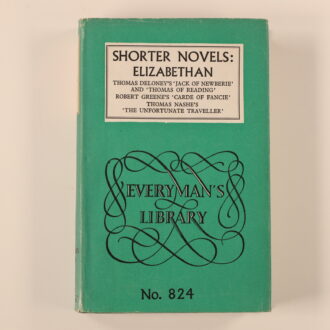 SHORTER NOVELS:
ELIZABETHAN
THOMAS DELONEY'S 'JACK OF NEWBERIE'
AND 'THOMAS OF READING'
ROBERT GREENE'S 'CARDE OF FANCIE'
THOMAS NASHE'S
'THE UNFORTUNATE TRAVELLER'
EVERYMAN'S
LIBRARY
No. 824